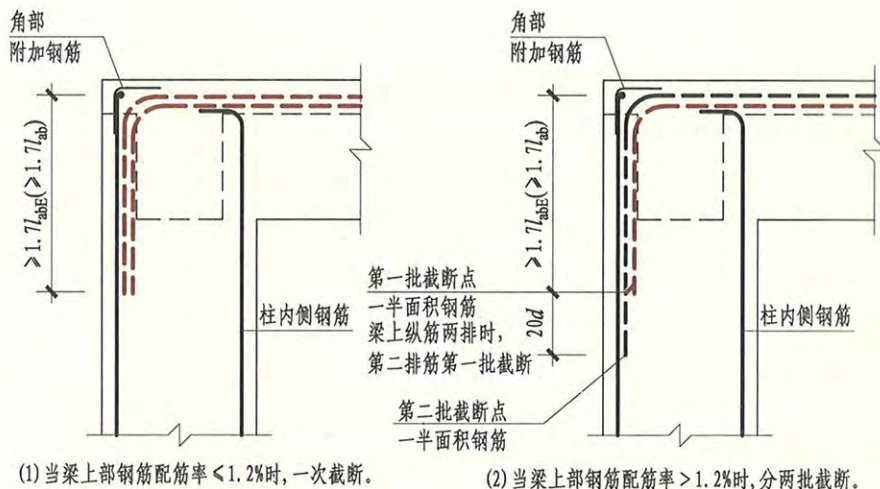 角部
附加钢筋
≥1.7labE(≥1.7lab)
柱内侧钢筋
(1)当梁上部钢筋配筋率≤1.2%时,一次截断。
角部
附加钢筋
≥1.7labE(≥1.7lab)
20d
第一批截断点
一半面积钢筋
梁上纵筋两排时,
第二排筋第一批截断
第二批截断点
一半面积钢筋
柱内侧钢筋
(2)当梁上部钢筋配筋率>1.2%时,分两批截断。